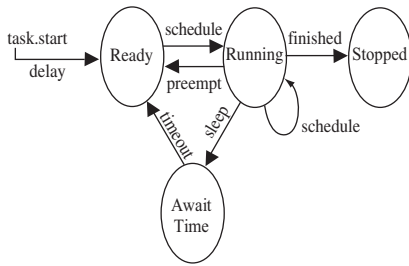 task.start
delay
Ready
schedule
preempt
Running
finished
Stopped
schedule
sleep
timeout
Await
Time